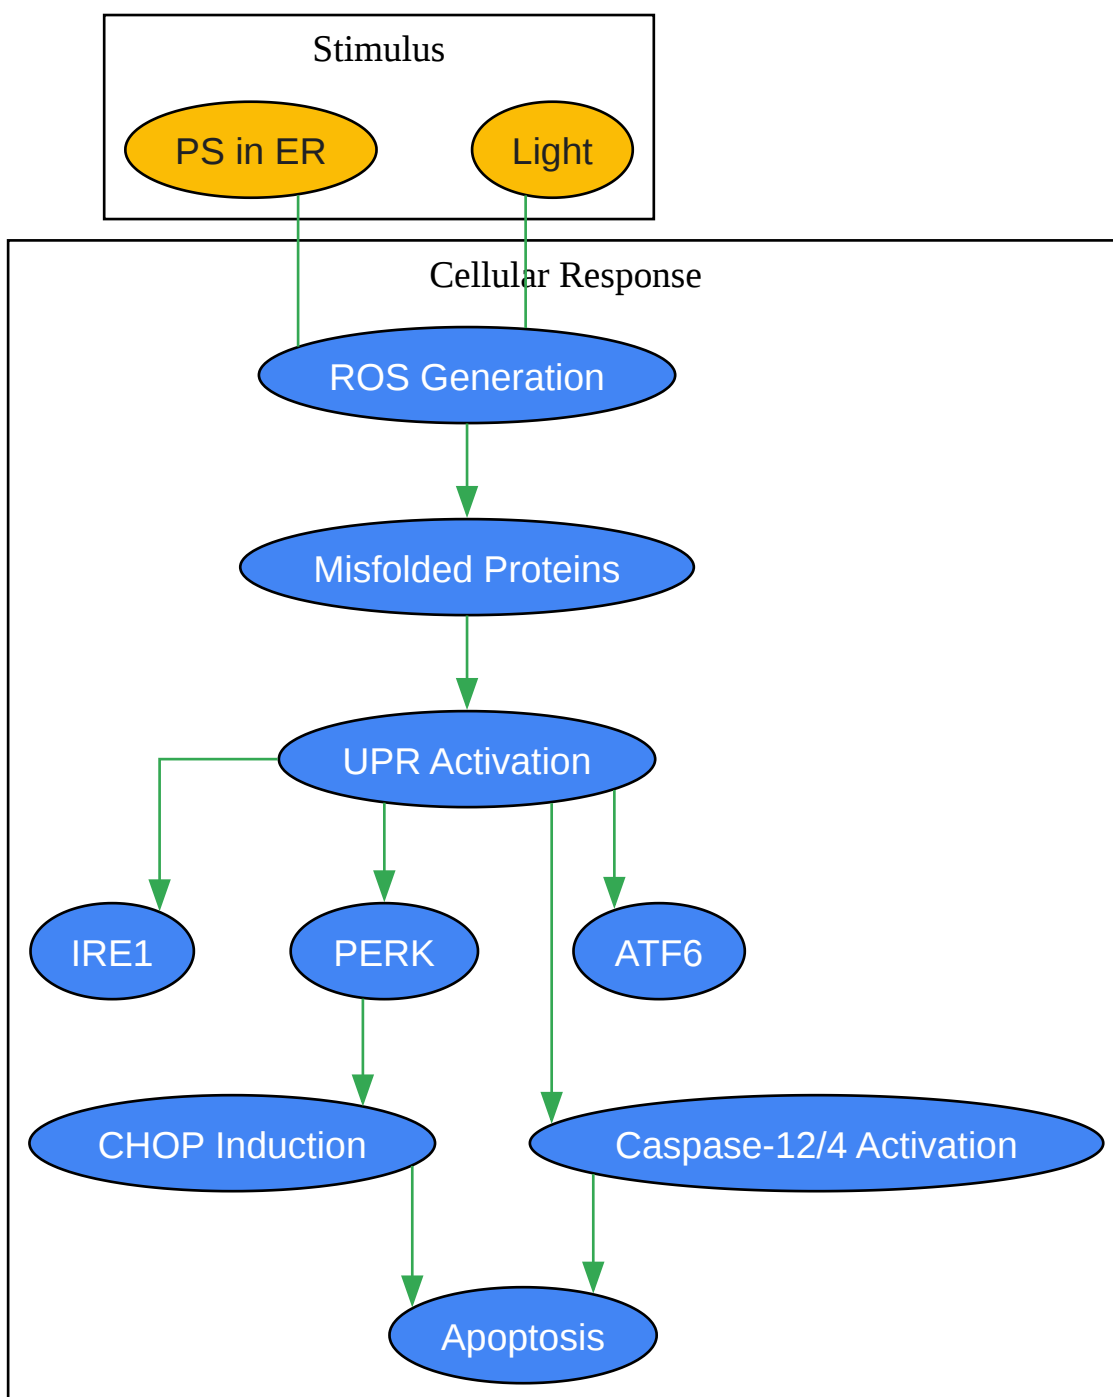 Stimulus
PS in ER
Light
Cellular Response
ROS Generation
Misfolded Proteins
UPR Activation
IRE1
PERK
ATF6
CHOP Induction
Caspase-12/4 Activation
Apoptosis